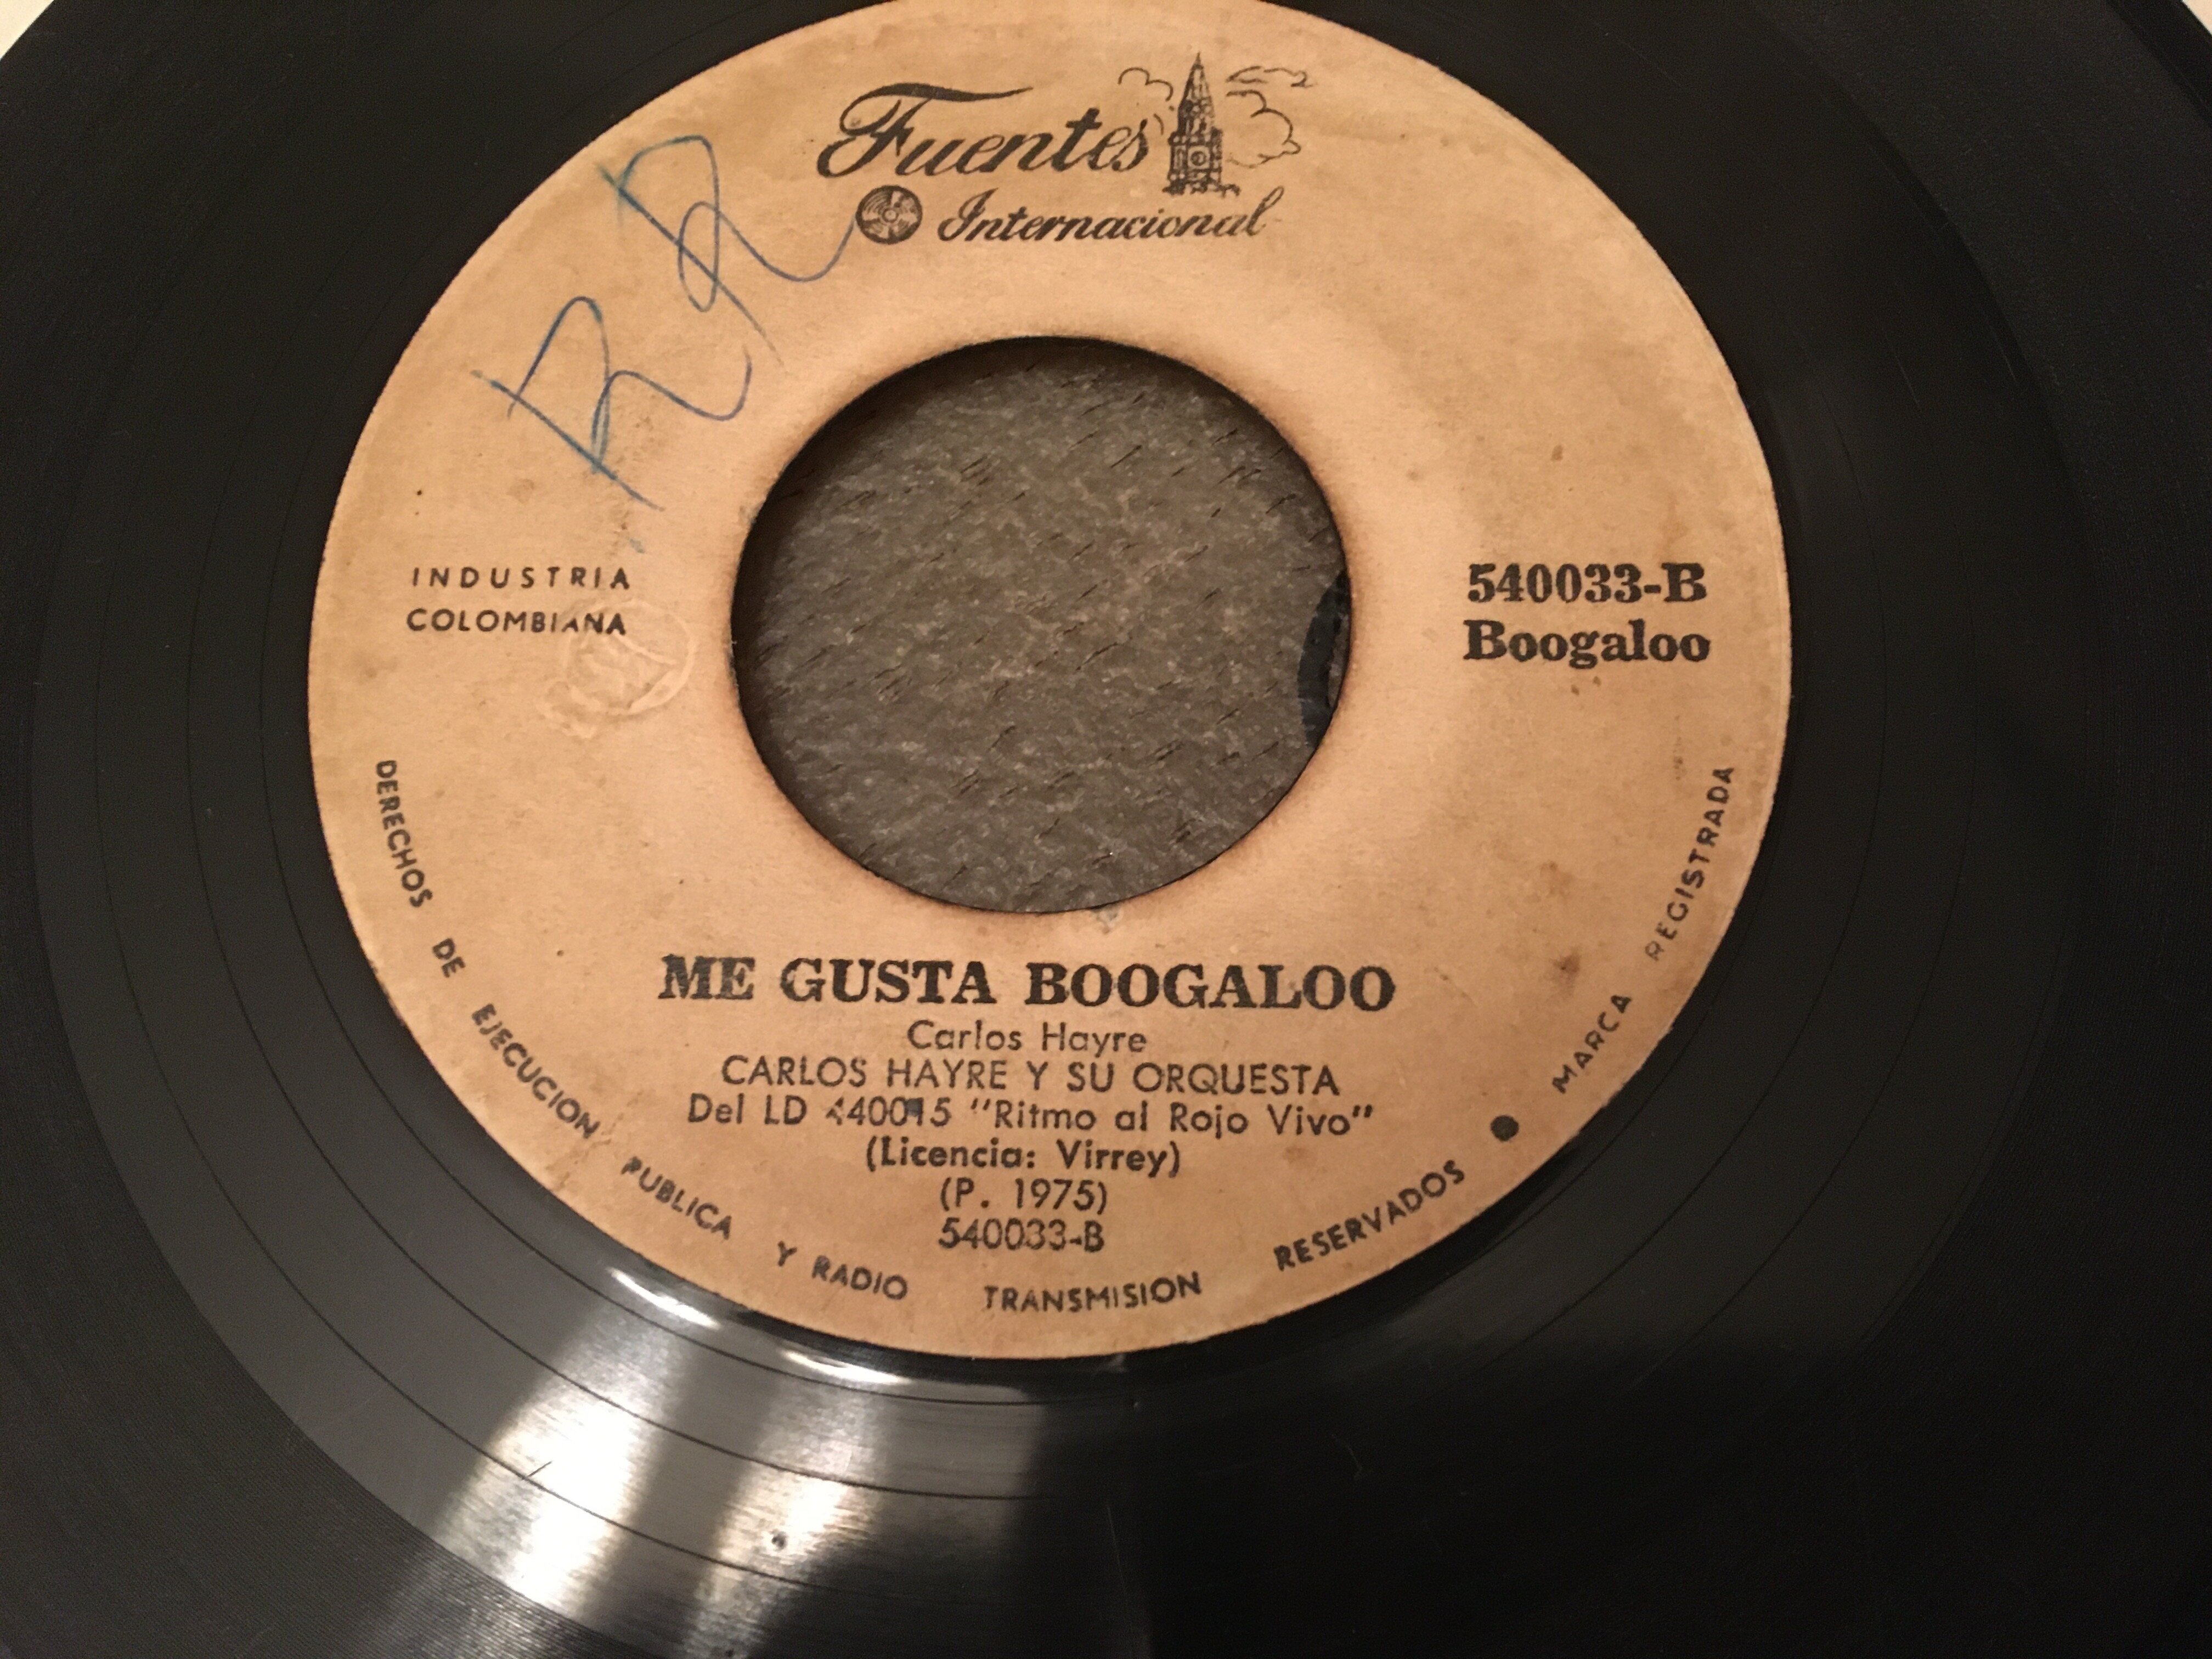 Fuentes
Internacional
RR
INDUSTRIA
COLOMBIANA
540033-B
Boogaloo
ME GUSTA BOOGALOO
Carlos Hayre
CARLOS HAYRE Y SU ORQUESTA
Del LD 440015 "Ritmo al Rojo Vivo"
(Licencia: Virrey)
(P. 1975)
540033-B
DERECHOS DE EJECUCION PUBLICA Y RADIO TRANSMISION RESERVADOS ● MARCA REGISTRADA